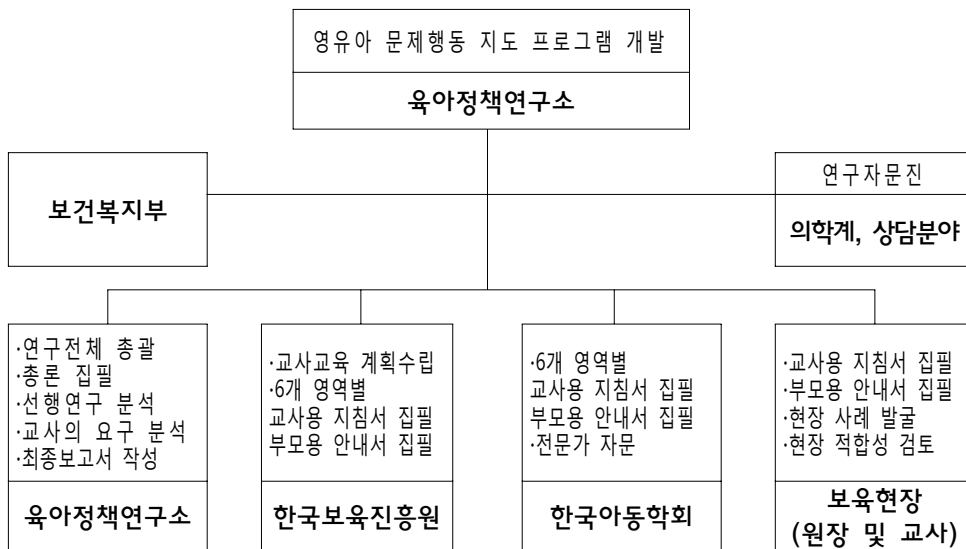 영유아 문제행동 지도 프로그램 개발
육아정책연구소
보건복지부
연구자문진
의학계, 상담분야
·연구전체 총괄
·총론 집필
·선행연구 분석
·교사의 요구 분석
·최종보고서 작성
육아정책연구소
·교사교육 계획수립
·6개 영역별
교사용 지침서 집필
부모용 안내서 집필
한국보육진흥원
·6개 영역별
교사용 지침서 집필
부모용 안내서 집필
·전문가 자문
한국아동학회
·교사용 지침서 집필
·부모용 안내서 집필
·현장 사례 발굴
·현장 적합성 검토
보육현장
(원장 및 교사)